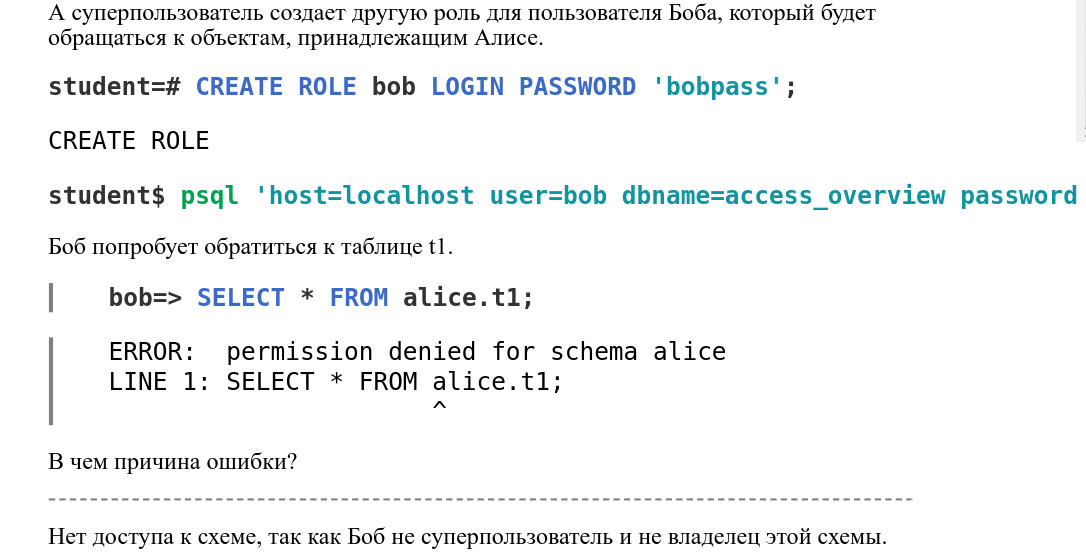 А суперпользователь создает другую роль для пользователя Боба, который будет
обращаться к объектам, принадлежащим Алисе.
student=# CREATE ROLE bob LOGIN PASSWORD 'bobpass';
CREATE ROLE
student$ psql 'host=localhost user=bob dbname=access_overview password
Боб попробует обратиться к таблице t1.
bob=> SELECT * FROM alice.t1;
ERROR:  permission denied for schema alice
LINE 1: SELECT * FROM alice.t1;
^
В чем причина ошибки?
Нет доступа к схеме, так как Боб не суперпользователь и не владелец этой схемы.